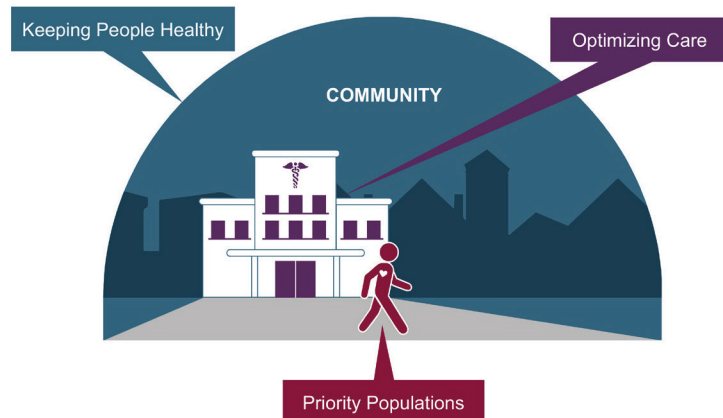 Keeping People Healthy
Optimizing Care
COMMUNITY
Priority Populations